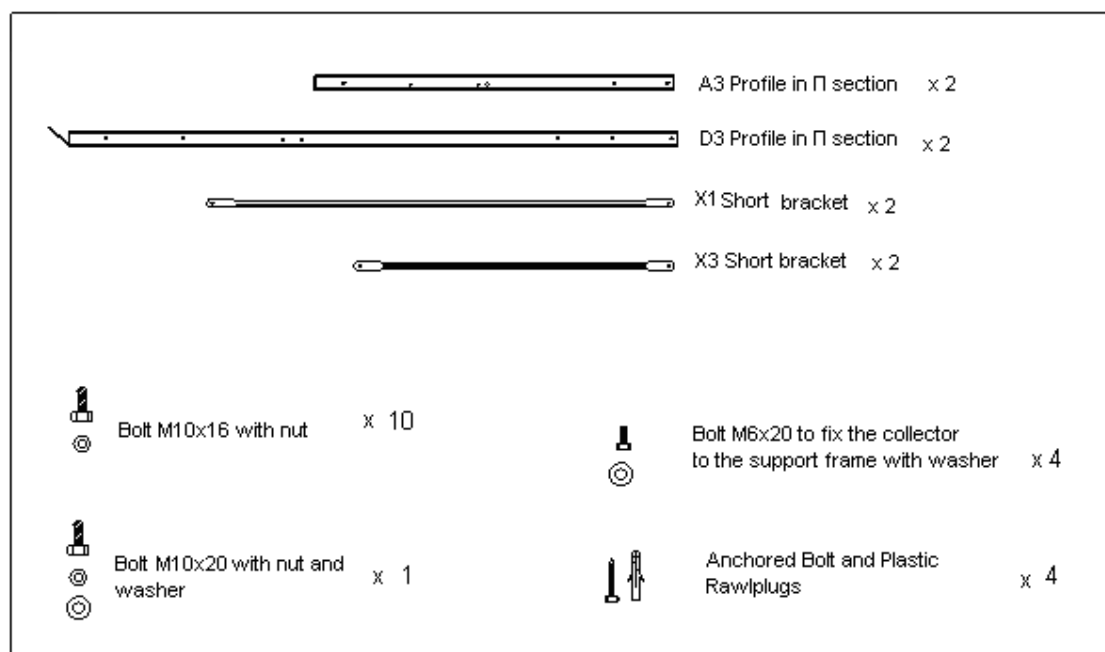 A3 Profile in Π section x 2
D3 Profile in Π section x 2
X1 Short bracket x 2
X3 Short bracket x 2
Bolt M10x16 with nut x 10
Bolt M6x20 to fix the collector
to the support frame with washer x 4
Bolt M10x20 with nut and
washer x 1
Anchored Bolt and Plastic
Rawlplugs x 4